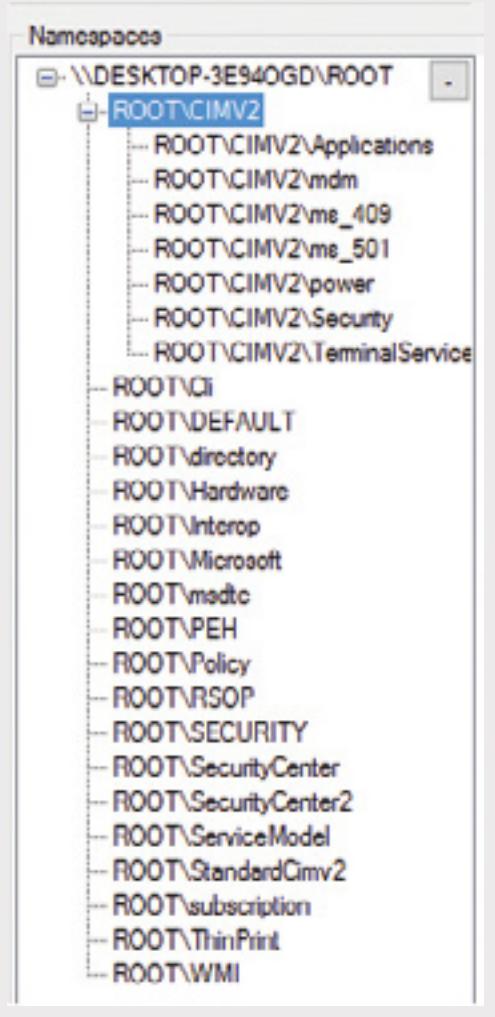 Namespaces
\\DESKTOP-3E94OGD\ROOT
-
ROOT\CIMV2
ROOT\CIMV2\Applications
ROOT\CIMV2\mdm
ROOT\CIMV2\ms_409
ROOT\CIMV2\ms_501
ROOT\CIMV2\power
ROOT\CIMV2\Security
ROOT\CIMV2\TerminalService
ROOT\Cli
ROOT\DEFAULT
ROOT\directory
ROOT\Hardware
ROOT\Interop
ROOT\Microsoft
ROOT\msdtc
ROOT\PEH
ROOT\Policy
ROOT\RSOP
ROOT\SECURITY
ROOT\SecurityCenter
ROOT\SecurityCenter2
ROOT\ServiceModel
ROOT\StandardCimv2
ROOT\subscription
ROOT\ThinPrint
ROOT\WMI